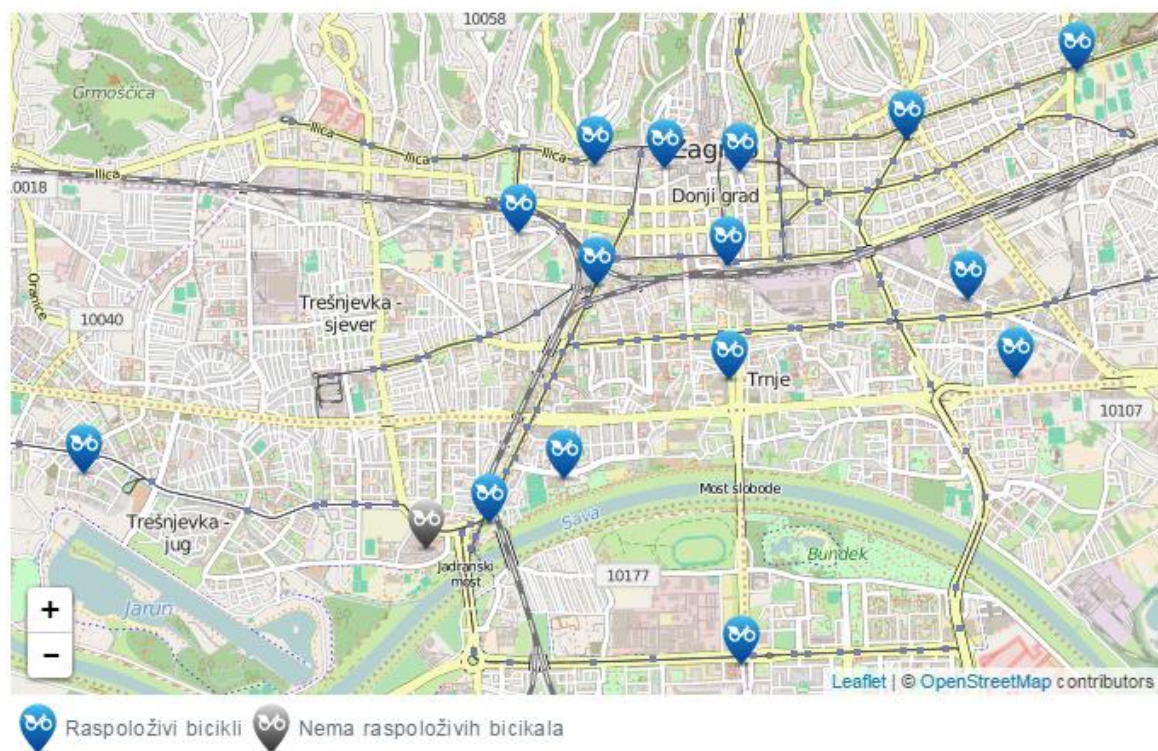 10058
Grmoščica
Ilica
Ilica
Ilica
Ilica
10018
Donji grad
Oranice
10040
Trešnjevka -
sjever
Trnje
10107
Most slobode
Sava
Trešnjevka -
jug
Jadranski
most
Bundek
10177
Jarun
+
−
Leaflet | © OpenStreetMap contributors
Raspoloživi bicikli Nema raspoloživih bicikala